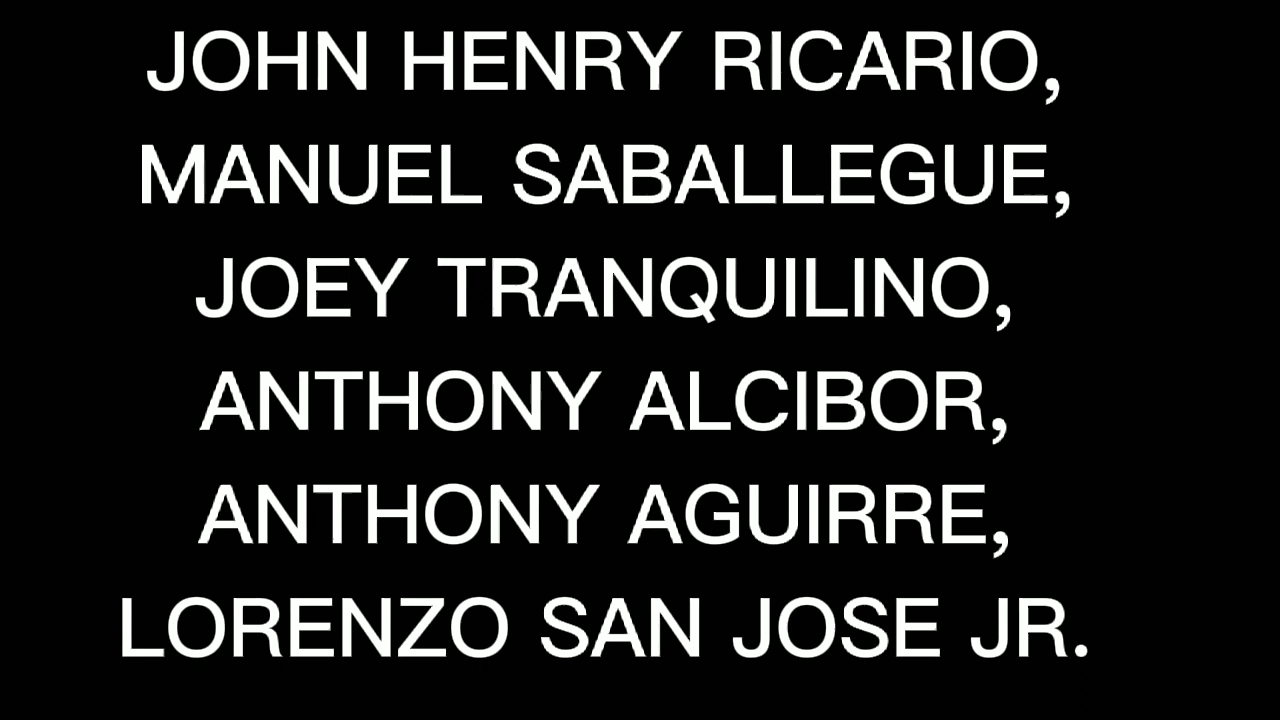 JOHN HENRY RICARIO,
MANUEL SABALLEGUE,
JOEY TRANQUILINO,
ANTHONY ALCIBOR,
ANTHONY AGUIRRE,
LORENZO SAN JOSE JR.